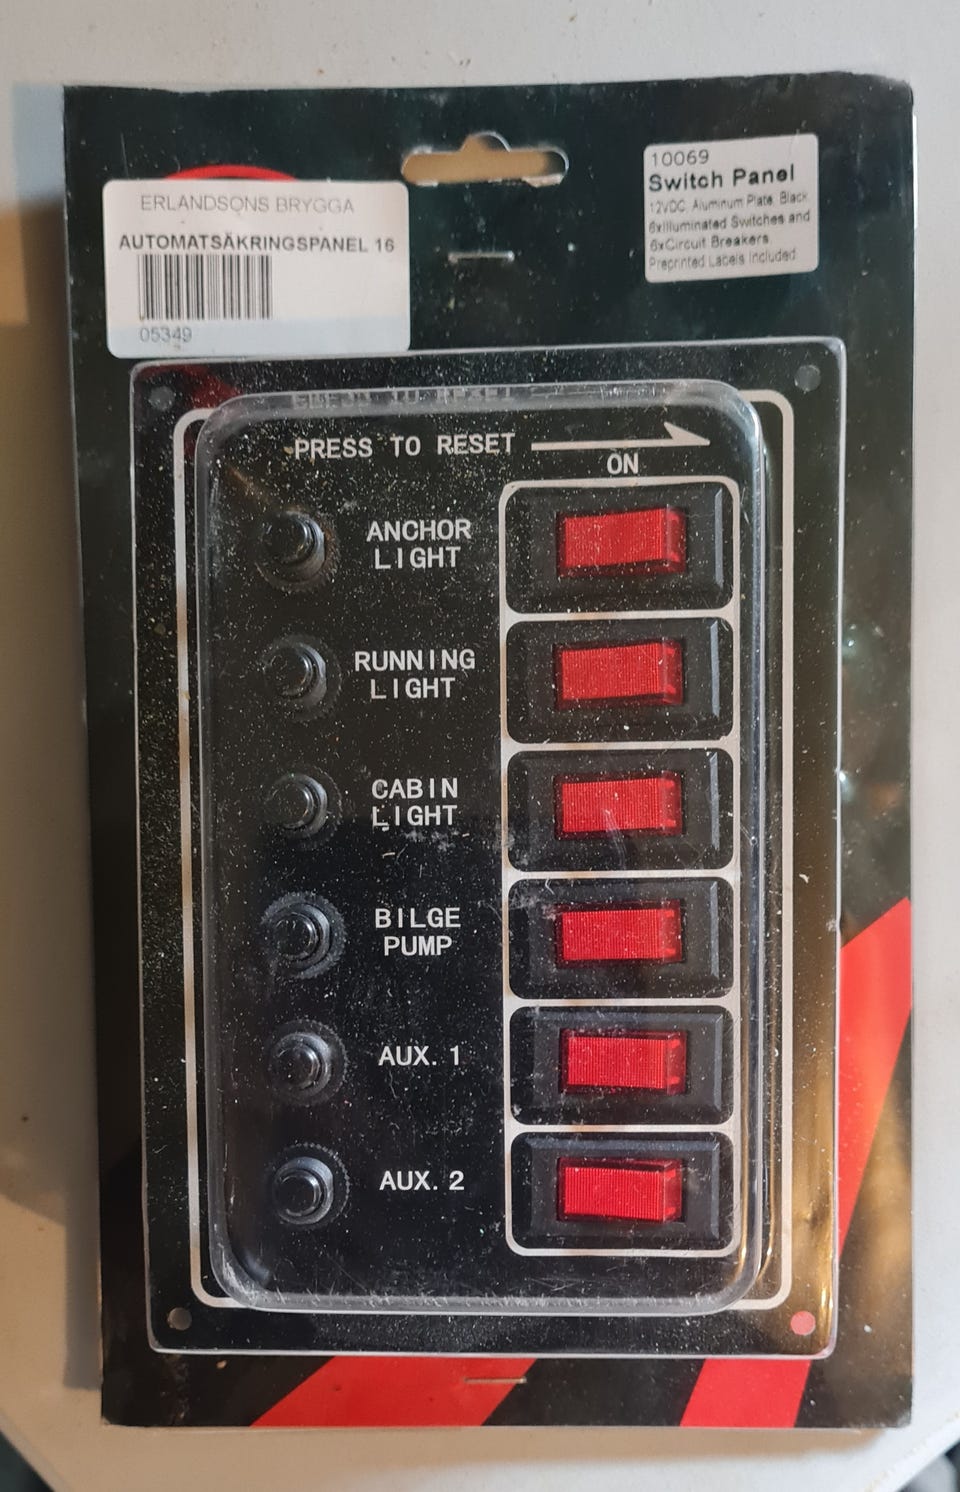 ERLANDSONS BRYGGA
AUTOMATSÄKRINGSPANEL 16
05349
10069
Switch Panel
12VDC, Aluminum Plate, Black,
6xIlluminated Switches and
6xCircuit Breakers
Preprinted Labels Included
PRESS TO RESET
ON
ANCHOR
LIGHT
RUNNING
LIGHT
CABIN
LIGHT
BILGE
PUMP
AUX. 1
AUX. 2